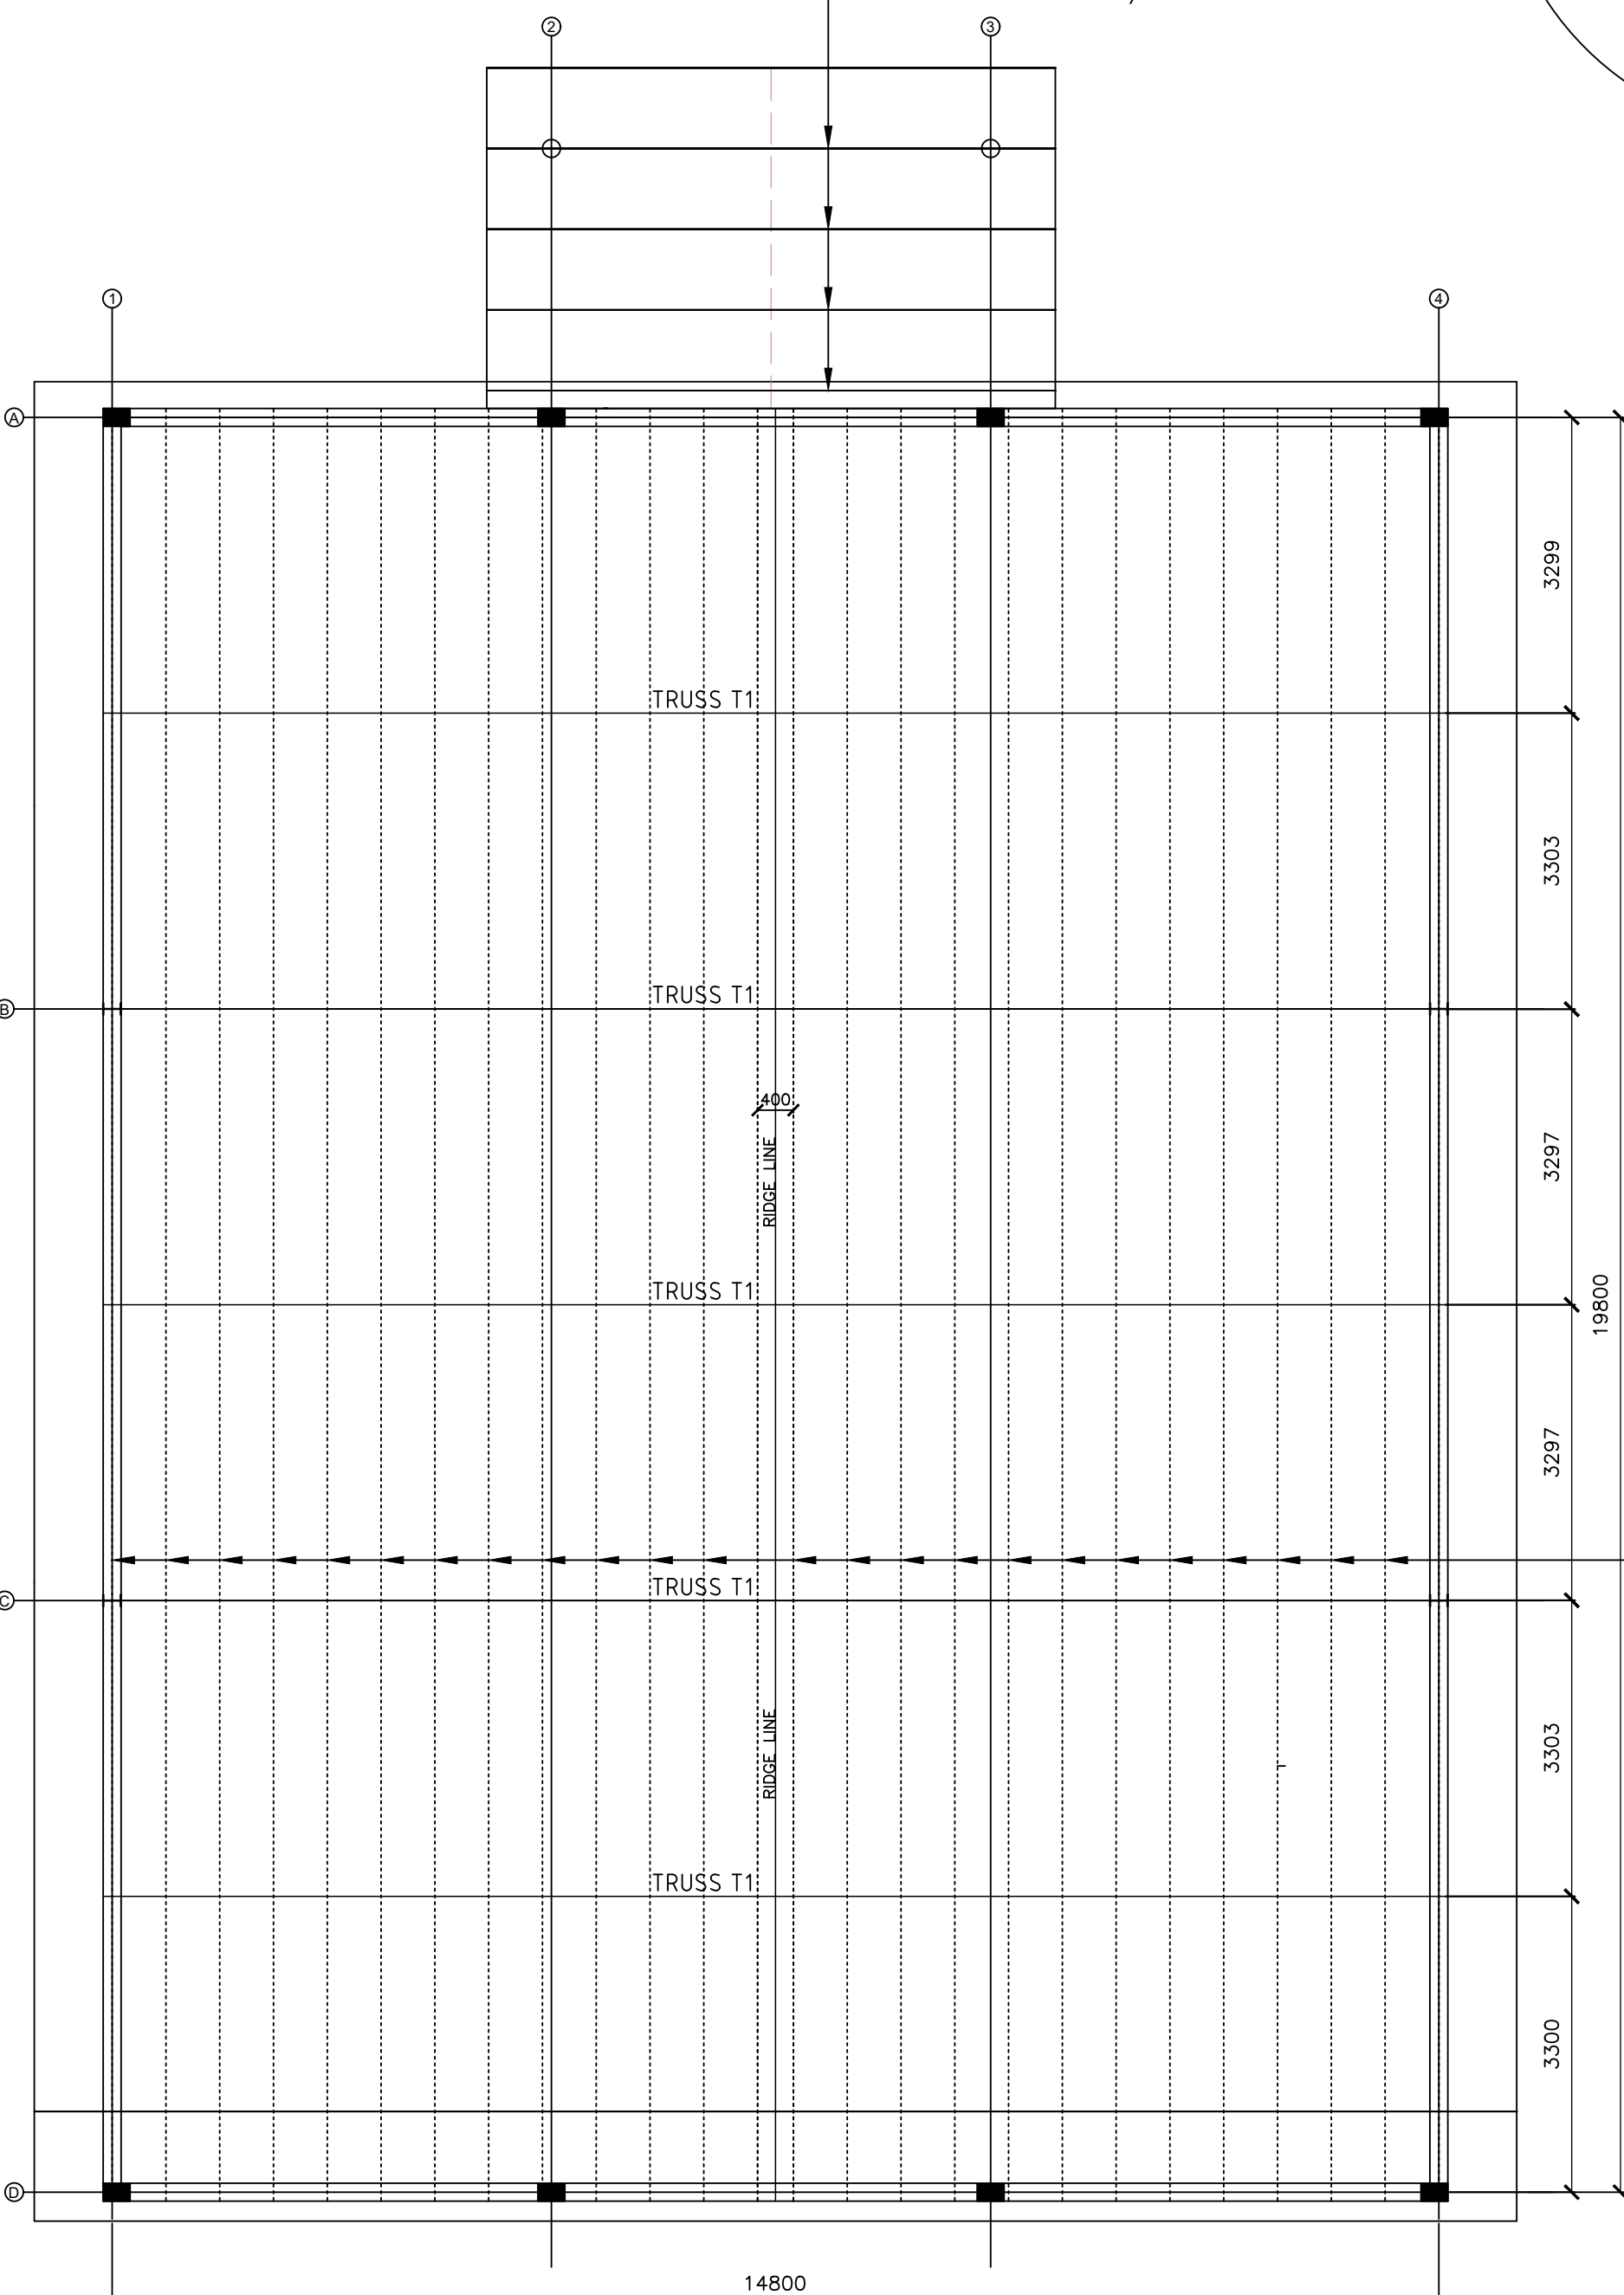 2
3
1
4
A
3299
TRUSS T1
3303
TRUSS T1
B
400
RIDGE LINE
3297
TRUSS T1
19800
3297
TRUSS T1
C
RIDGE LINE
3303
TRUSS T1
3300
D
14800